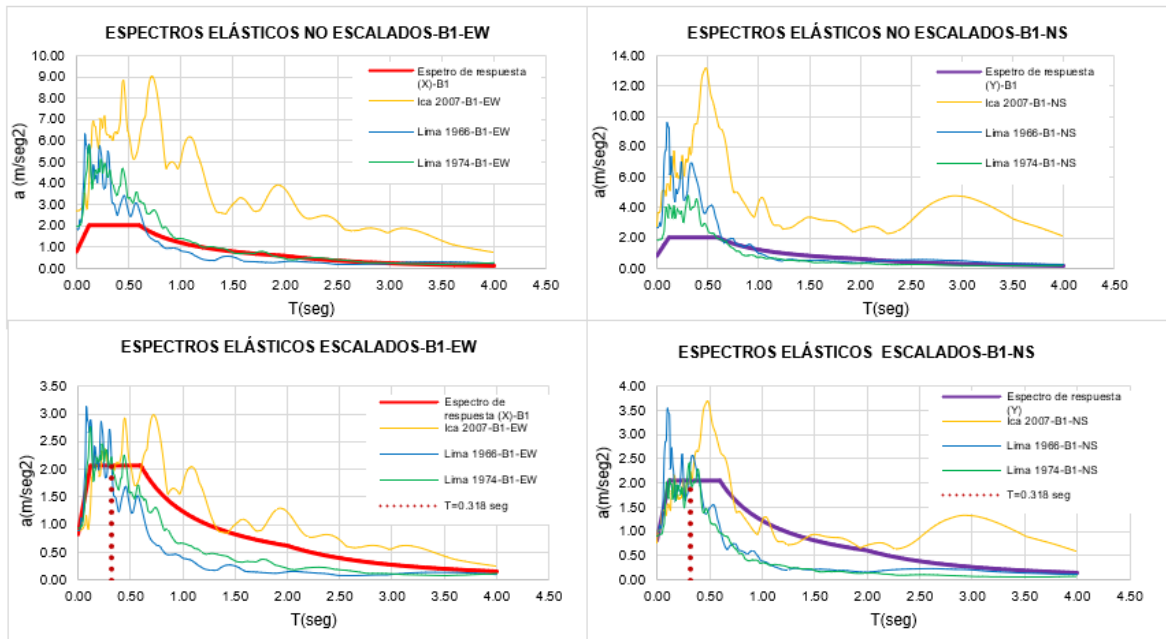 ESPECTROS ELÁSTICOS NO ESCALADOS-B1-EW
10.00
9.00
8.00
7.00
6.00
5.00
4.00
3.00
2.00
1.00
0.00
a (m/seg2)
0.00 0.50 1.00 1.50 2.00 2.50 3.00 3.50 4.00 4.50
T(seg)
Espetro de respuesta
(X)-B1
Ica 2007-B1-EW
Lima 1966-B1-EW
Lima 1974-B1-EW
ESPECTROS ELÁSTICOS NO ESCALADOS-B1-NS
14.00
12.00
10.00
8.00
6.00
4.00
2.00
0.00
a(m/seg2)
0.00 0.50 1.00 1.50 2.00 2.50 3.00 3.50 4.00 4.50
T(seg)
Espetro de respuesta
(Y)-B1
Ica 2007-B1-NS
Lima 1966-B1-NS
Lima 1974-B1-NS
ESPECTROS ELÁSTICOS ESCALADOS-B1-EW
3.50
3.00
2.50
2.00
1.50
1.00
0.50
0.00
a(m/seg2)
0.00 0.50 1.00 1.50 2.00 2.50 3.00 3.50 4.00 4.50
T(seg)
Espectro de
respuesta (X)-B1
Ica 2007-B1-EW
Lima 1966-B1-EW
Lima 1974-B1-EW
T=0.318 seg
ESPECTROS ELÁSTICOS ESCALADOS-B1-NS
4.00
3.50
3.00
2.50
2.00
1.50
1.00
0.50
0.00
a(m/seg2)
0.00 0.50 1.00 1.50 2.00 2.50 3.00 3.50 4.00 4.50
T(seg)
Espectro de respuesta
(Y)
Ica 2007-B1-NS
Lima 1966-B1-NS
Lima 1974-B1-NS
T=0.318 seg